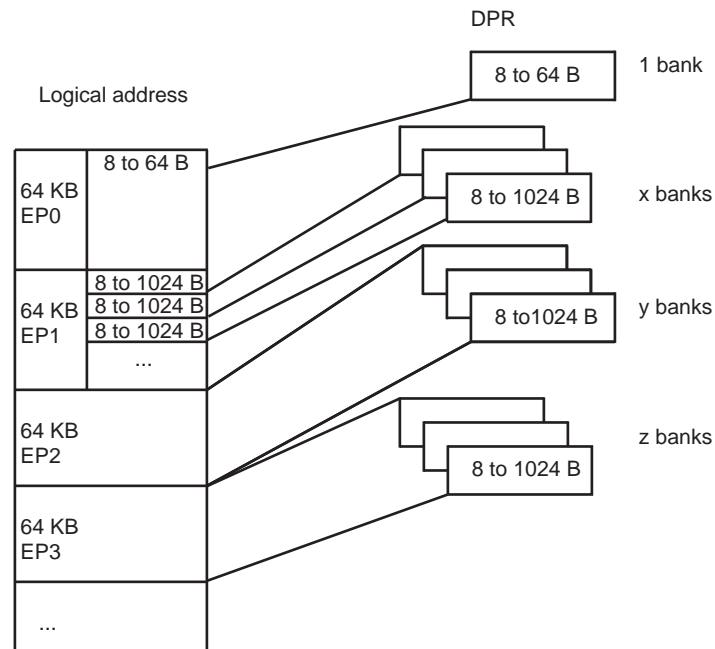 DPR
8 to 64 B
1 bank
Logical address
8 to 64 B
64 KB
EP0
8 to 1024 B
x banks
8 to 1024 B
8 to 1024 B
8 to 1024 B
...
64 KB
EP1
8 to1024 B
y banks
64 KB
EP2
8 to 1024 B
z banks
64 KB
EP3
...